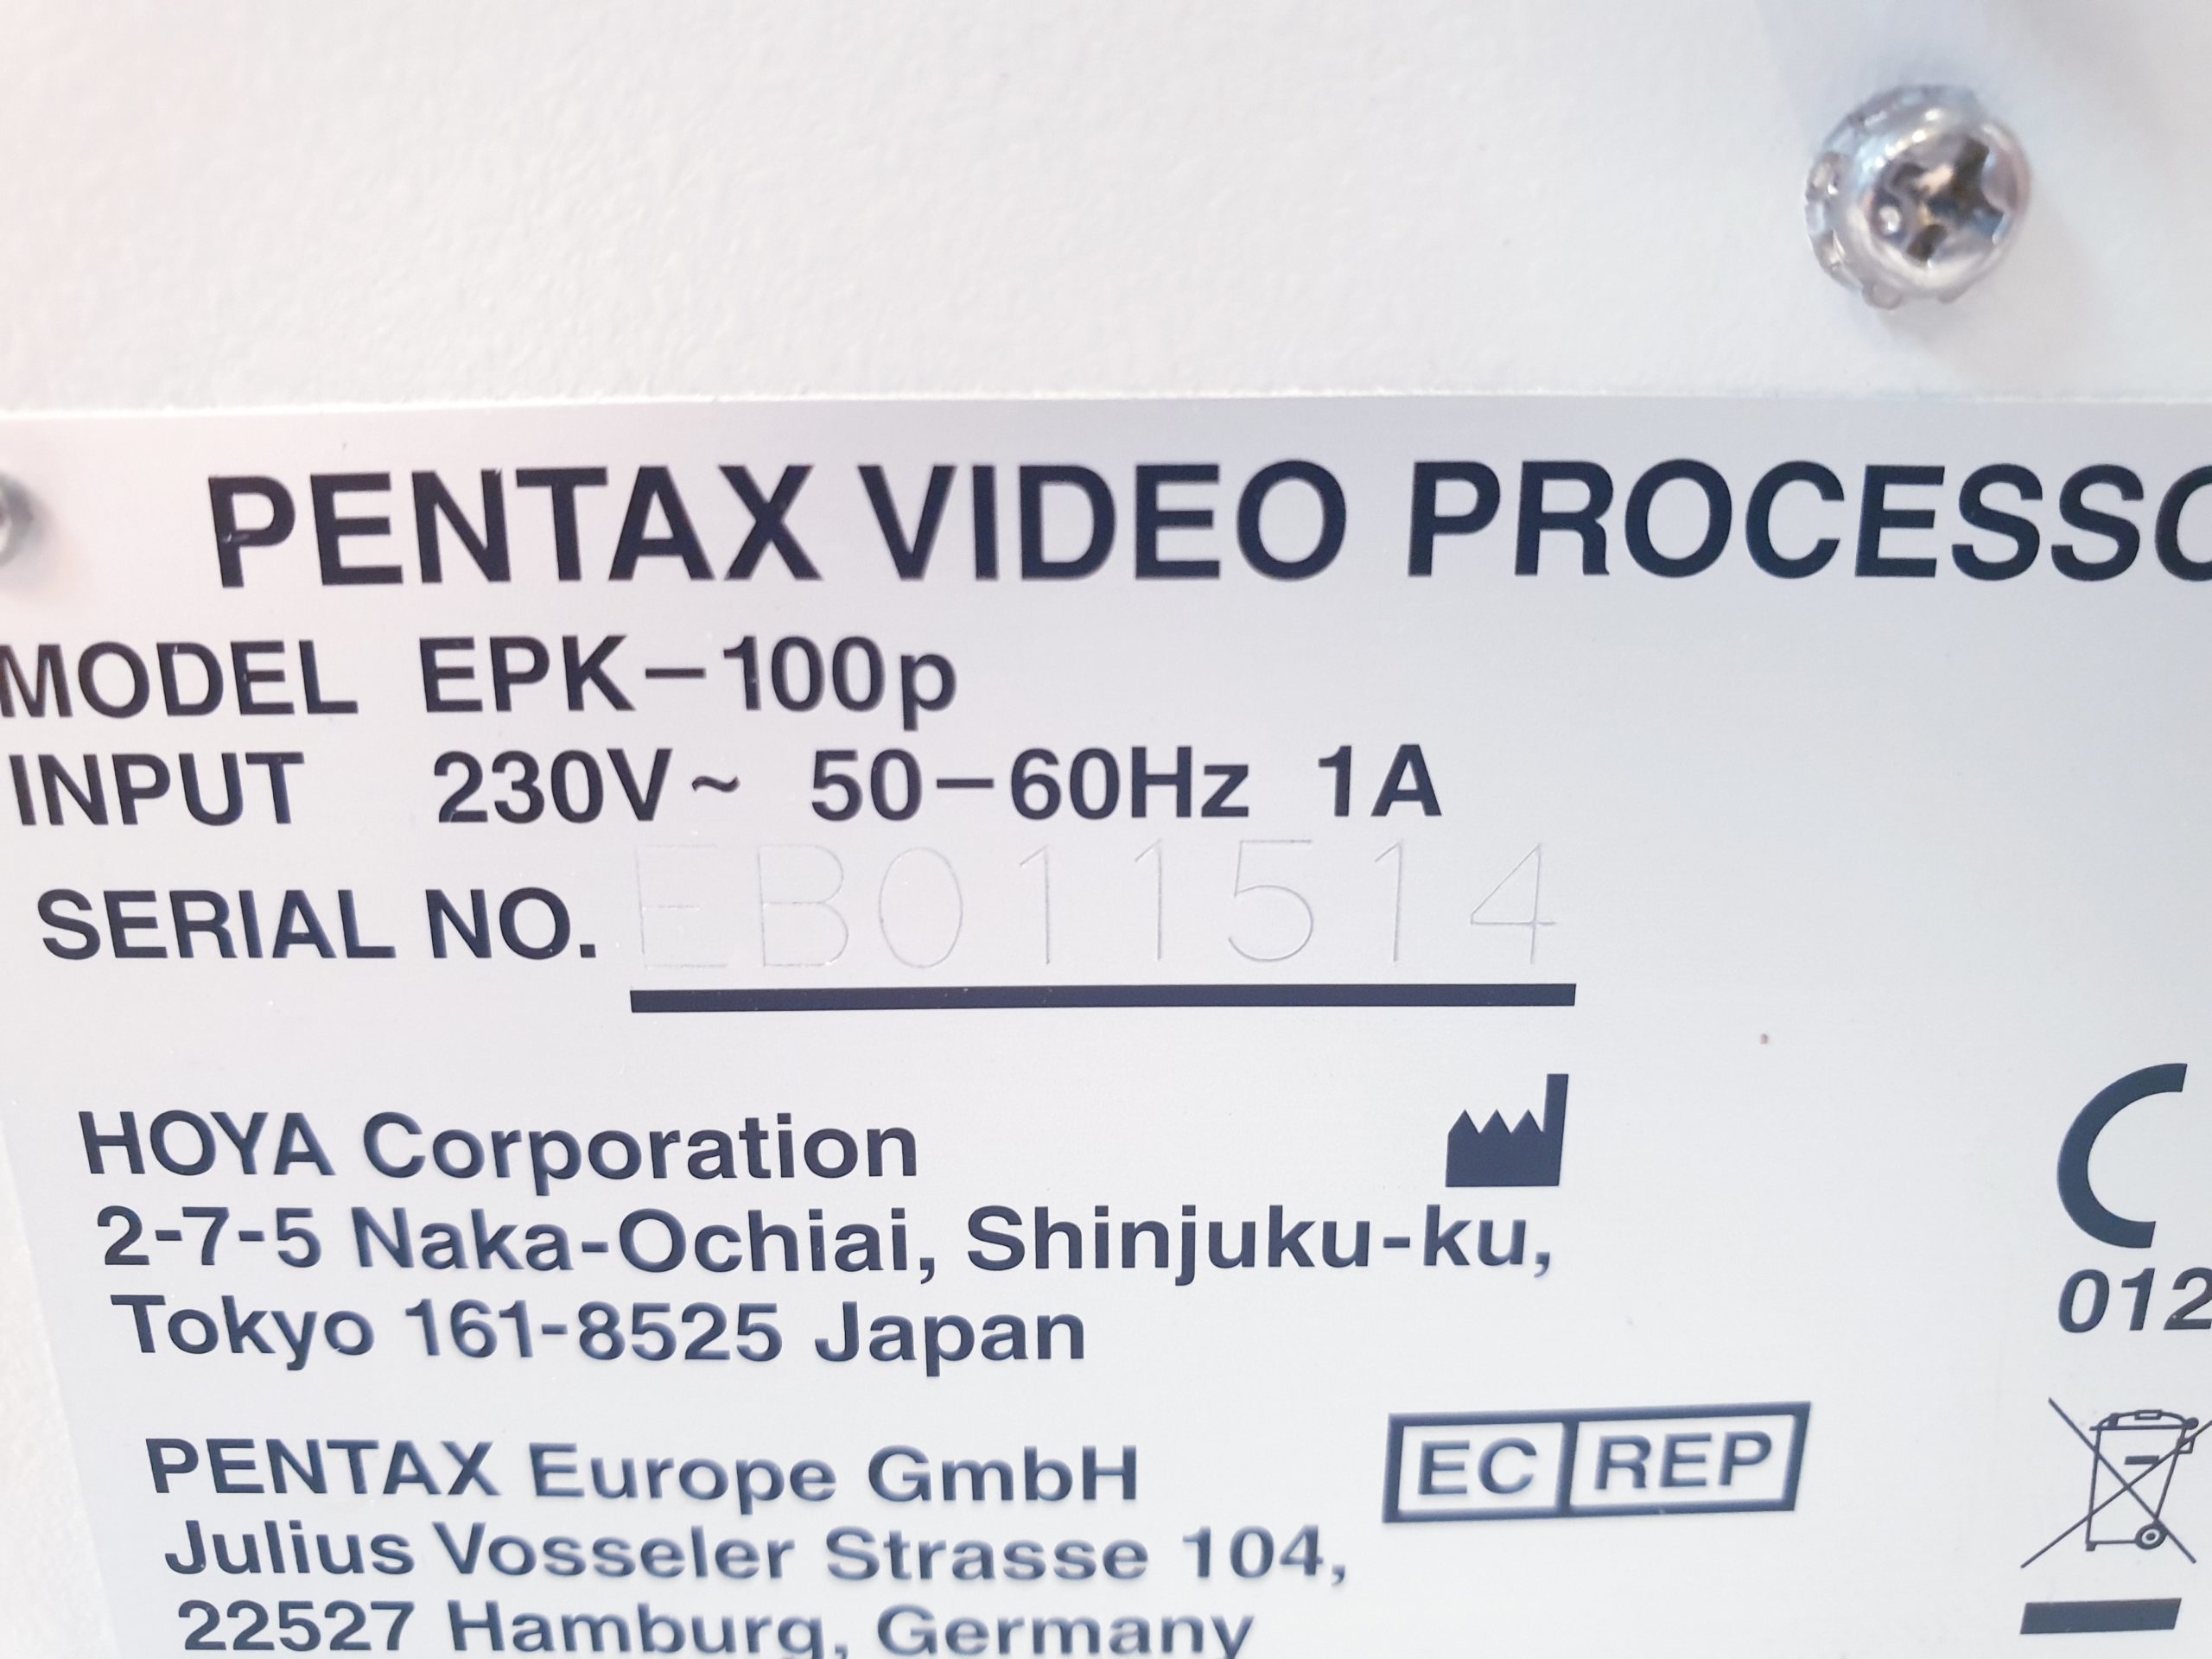 PENTAX VIDEO PROCESSO
MODEL EPK-100p
INPUT 230V~ 50-60Hz 1A
SERIAL NO. EB011514
HOYA Corporation
2-7-5 Naka-Ochiai, Shinjuku-ku,
Tokyo 161-8525 Japan
C
012
PENTAX Europe GmbH
EC REP
Julius Vosseler Strasse 104,
22527 Hamburg, Germany